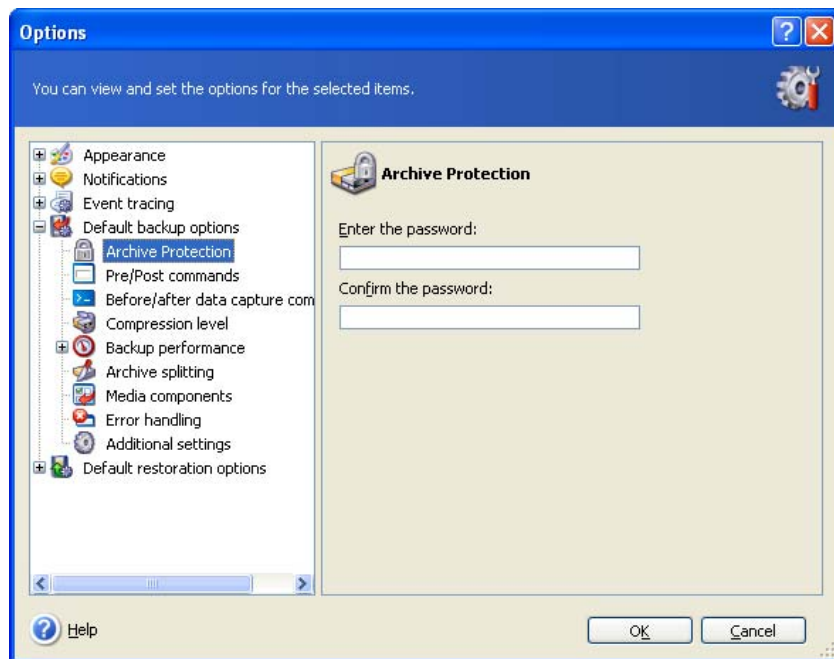 Options
You can view and set the options for the selected items.
Appearance
Notifications
Event tracing
Default backup options
Archive Protection
Pre/Post commands
Before/after data capture com
Compression level
Backup performance
Archive splitting
Media components
Error handling
Additional settings
Default restoration options
Archive Protection
Enter the password:
Confirm the password:
Help
OK
Cancel